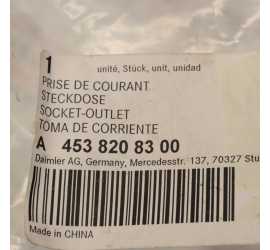 1
unité, Stück, unit, unidad
PRISE DE COURANT
STECKDOSE
SOCKET-OUTLET
TOMA DE CORRIENTE
A 453 820 83 00
Daimler AG, Germany, Mercedesstr. 137, 70327 Stu
Made in CHINA